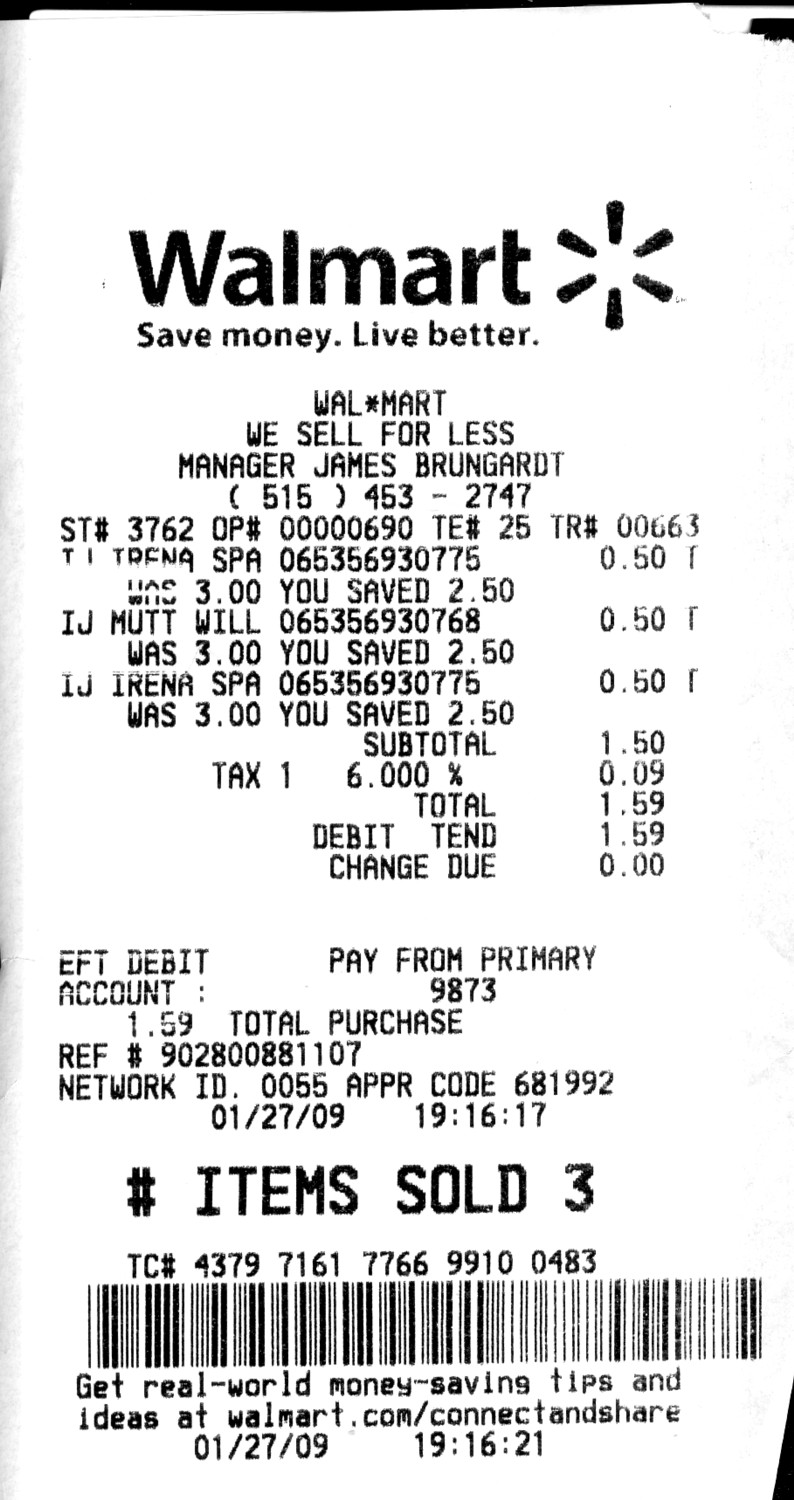 Walmart
Save money. Live better.
WAL*MART
WE SELL FOR LESS
MANAGER JAMES BRUNGARDT
( 515 ) 453 - 2747
ST# 3762 OP# 00000690 TE# 25 TR# 00663
IJ IRENA SPA 065356930775 0.50 T
WAS 3.00 YOU SAVED 2.50
IJ MUTT WILL 065356930768 0.50 T
WAS 3.00 YOU SAVED 2.50
IJ IRENA SPA 065356930775 0.50 T
WAS 3.00 YOU SAVED 2.50
SUBTOTAL 1.50
TAX 1 6.000 % 0.09
TOTAL 1.59
DEBIT TEND 1.59
CHANGE DUE 0.00
EFT DEBIT PAY FROM PRIMARY
ACCOUNT : 9873
1.59 TOTAL PURCHASE
REF # 902800881107
NETWORK ID. 0055 APPR CODE 681992
01/27/09 19:16:17
# ITEMS SOLD 3
TC# 4379 7161 7766 9910 0483
Get real-world money-saving tips and
ideas at walmart.com/connectandshare
01/27/09 19:16:21